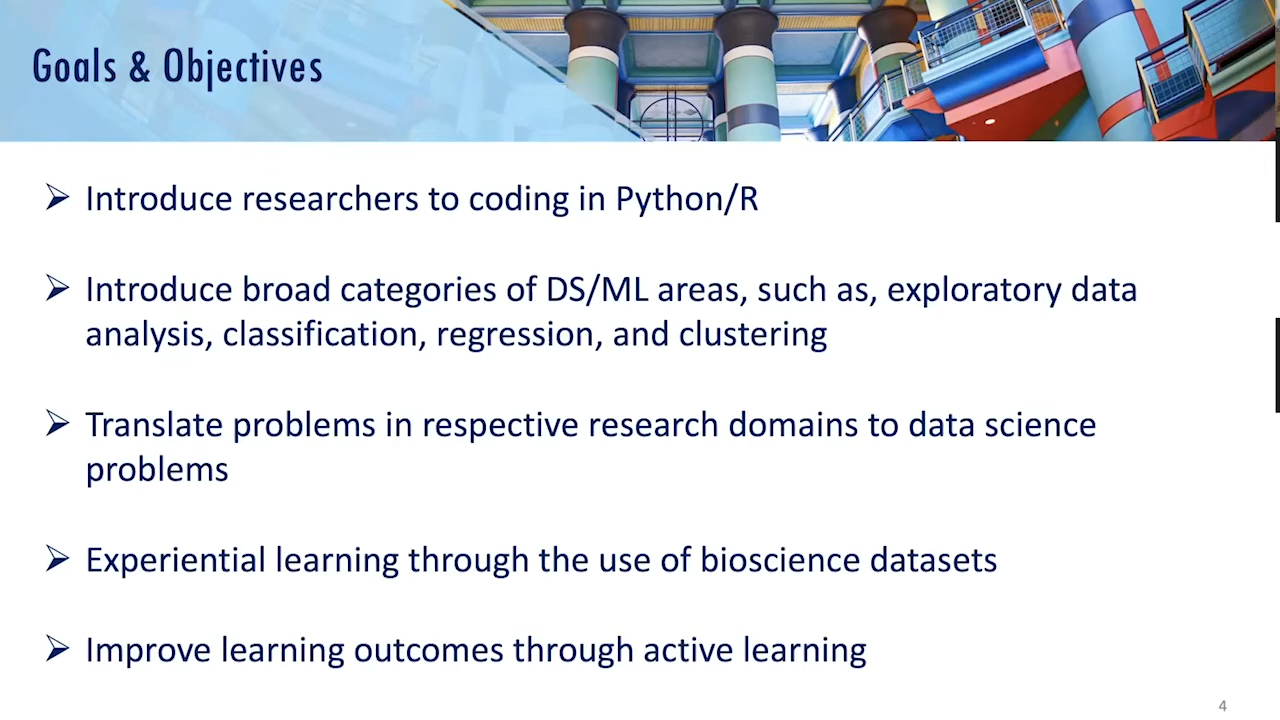 Goals & Objectives
➢ Introduce researchers to coding in Python/R
➢ Introduce broad categories of DS/ML areas, such as, exploratory data
analysis, classification, regression, and clustering
➢ Translate problems in respective research domains to data science
problems
➢ Experiential learning through the use of bioscience datasets
➢ Improve learning outcomes through active learning
4